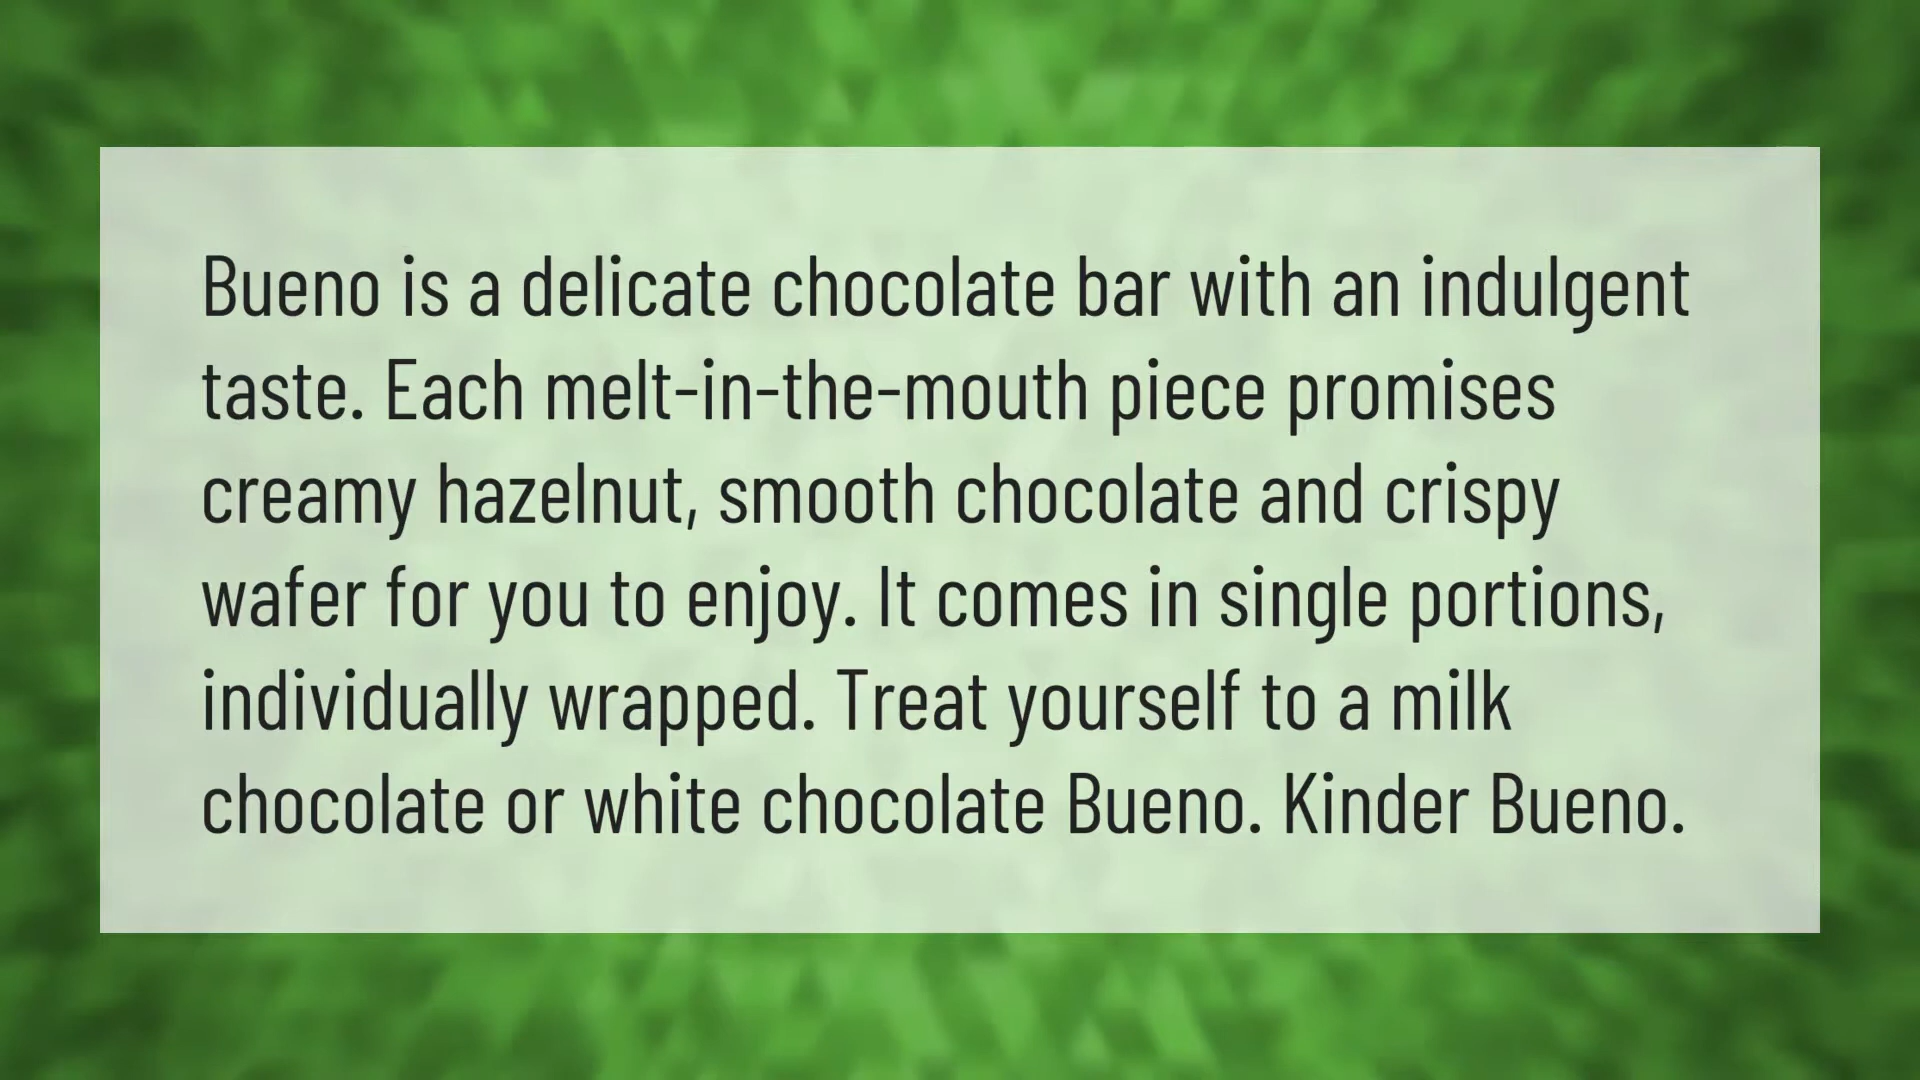 Bueno is a delicate chocolate bar with an indulgent
taste. Each melt-in-the-mouth piece promises
creamy hazelnut, smooth chocolate and crispy
wafer for you to enjoy. It comes in single portions,
individually wrapped. Treat yourself to a milk
chocolate or white chocolate Bueno. Kinder Bueno.